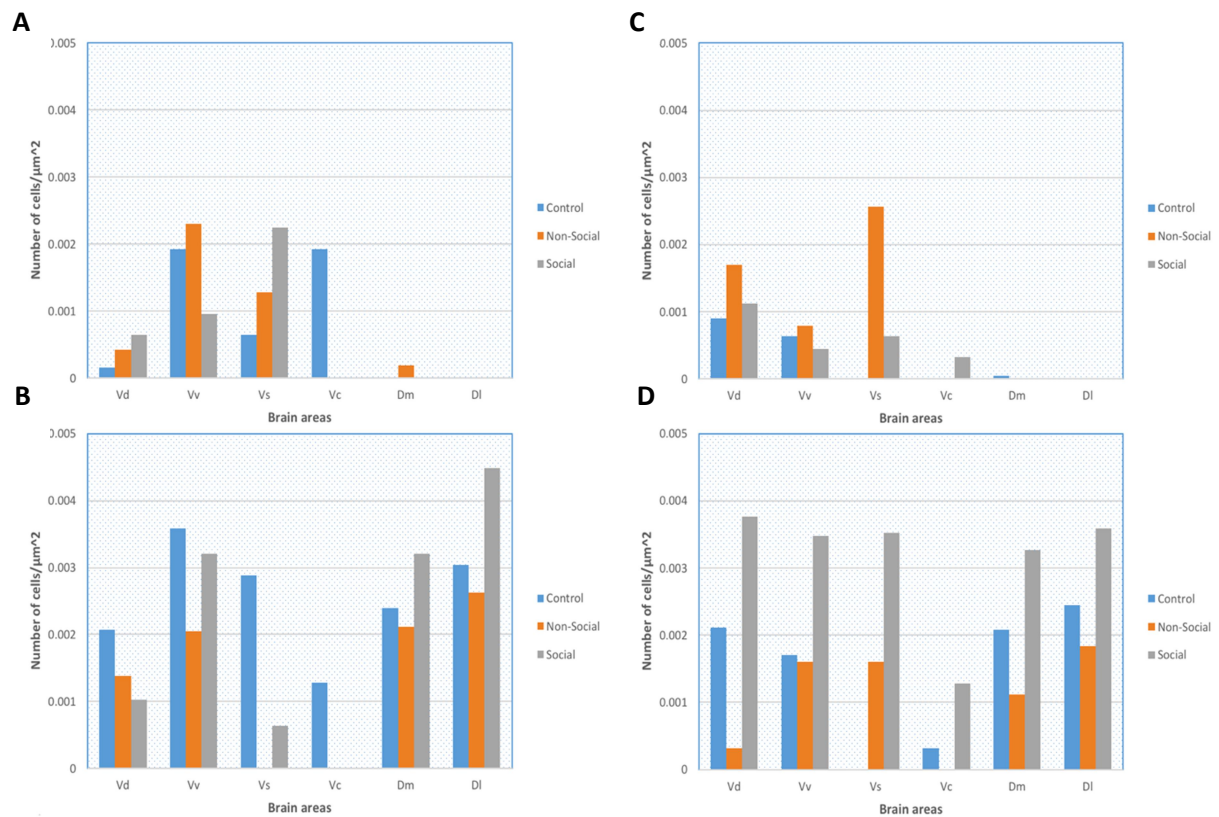 A
0.005
0.004
0.003
0.002
0.001
0
Number of cells/μm^2
Vd Vv Vs Vc Dm Dl
Brain areas
Control
Non-Social
Social
C
0.005
0.004
0.003
0.002
0.001
0
Number of cells/μm^2
Vd Vv Vs Vc Dm Dl
Brain areas
Control
Non-Social
Social
B
0.005
0.004
0.003
0.002
0.001
0
Number of cells/μm^2
Vd Vv Vs Vc Dm Dl
Brain areas
Control
Non-Social
Social
D
0.005
0.004
0.003
0.002
0.001
0
Number of cells/μm^2
Vd Vv Vs Vc Dm Dl
Brain areas
Control
Non-Social
Social